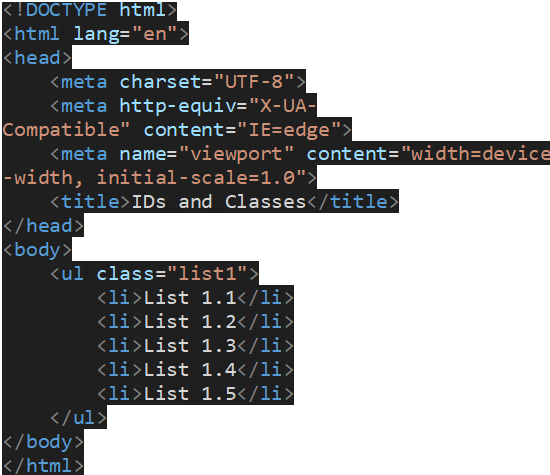 <!DOCTYPE html>
<html lang="en">
<head>
    <meta charset="UTF-8">
    <meta http-equiv="X-UA-
Compatible" content="IE=edge">
    <meta name="viewport" content="width=device
-width, initial-scale=1.0">
    <title>IDs and Classes</title>
</head>
<body>
    <ul class="list1">
        <li>List 1.1</li>
        <li>List 1.2</li>
        <li>List 1.3</li>
        <li>List 1.4</li>
        <li>List 1.5</li>
    </ul>
</body>
</html>